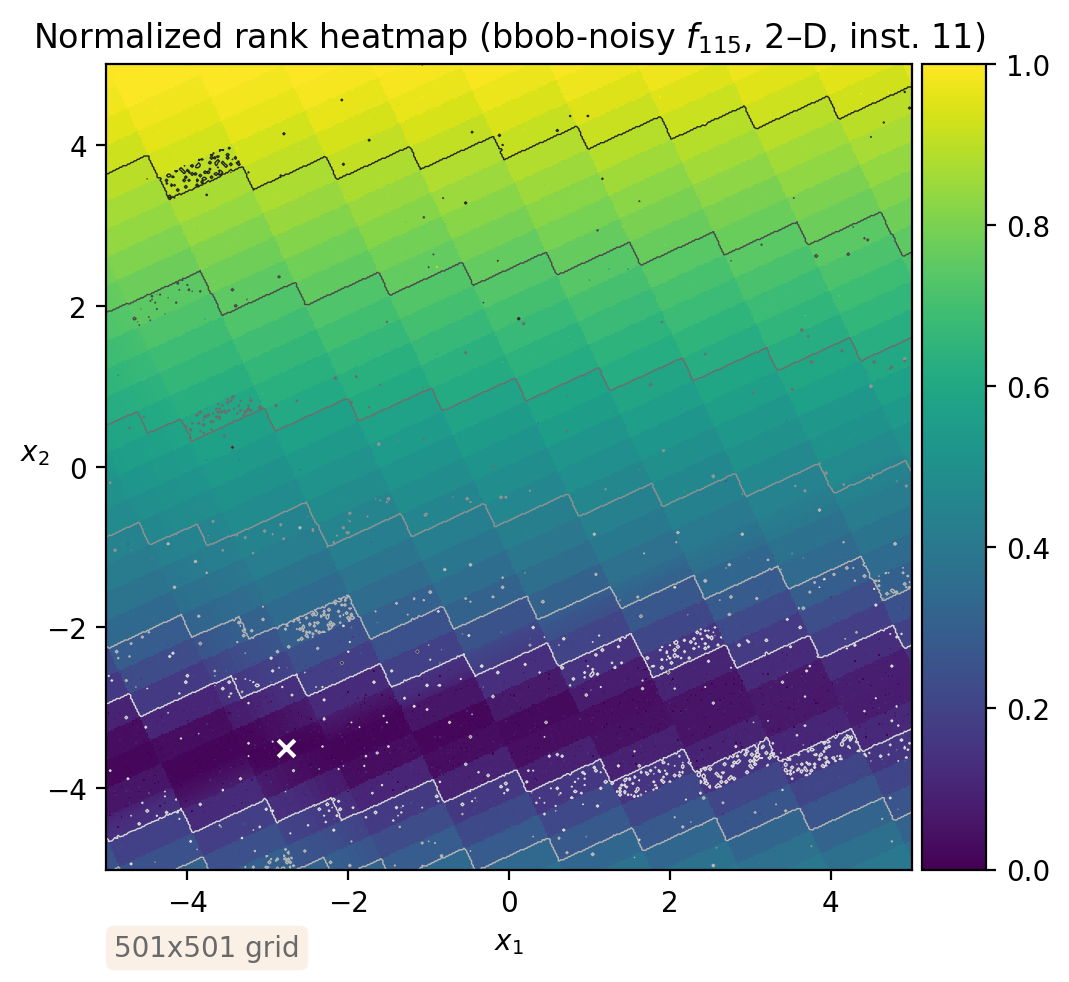 Normalized rank heatmap (bbob-noisy f₁₁₅, 2–D, inst. 11)
1.0
0.8
0.6
0.4
0.2
0.0
4
2
0
−2
−4
x₂
−4 −2 0 2 4
x₁
501x501 grid